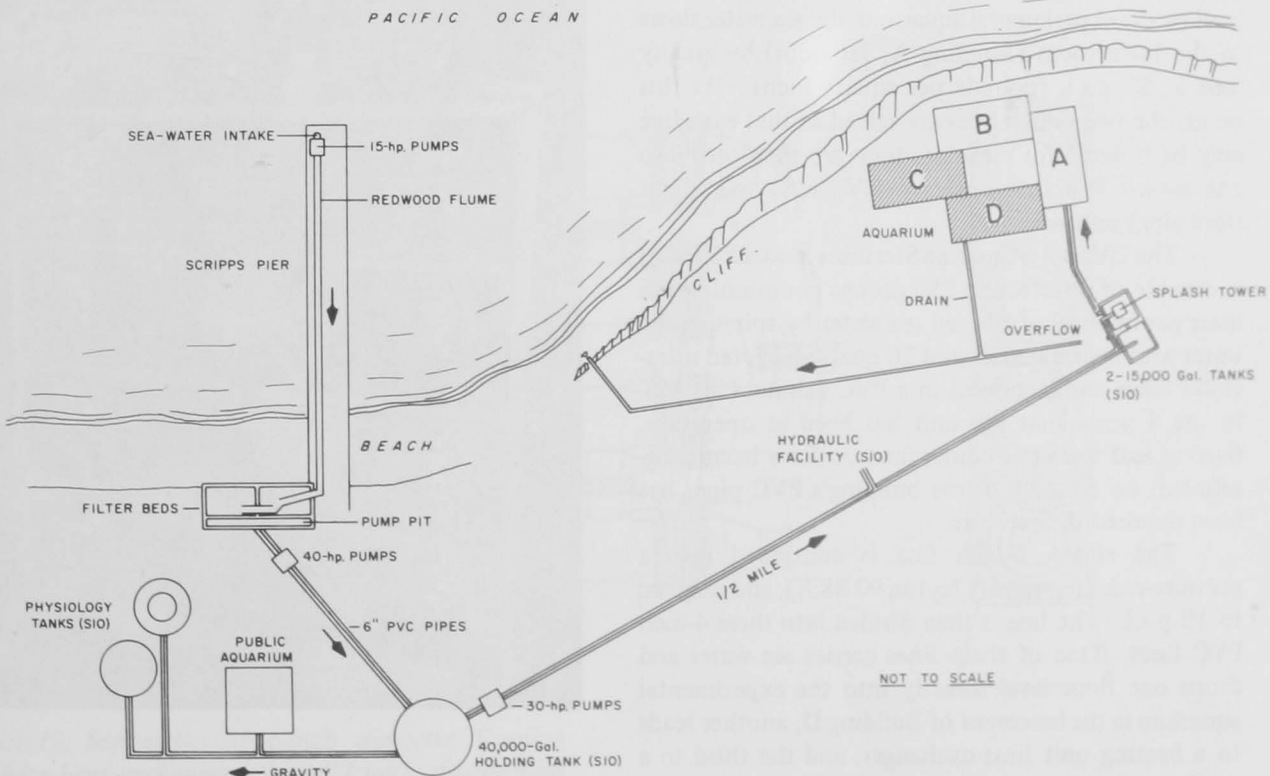 PACIFIC OCEAN
SEA-WATER INTAKE
15-hp. PUMPS
REDWOOD FLUME
SCRIPPS PIER
BEACH
FILTER BEDS
PUMP PIT
40-hp. PUMPS
6" PVC PIPES
PHYSIOLOGY
TANKS (SIO)
PUBLIC
AQUARIUM
GRAVITY
40,000-Gal.
HOLDING TANK (SIO)
30-hp. PUMPS
1/2 MILE
HYDRAULIC
FACILITY (SIO)
NOT TO SCALE
CLIFF
B
A
C
D
AQUARIUM
DRAIN
OVERFLOW
SPLASH TOWER
2-15,000 Gal. TANKS
(SIO)